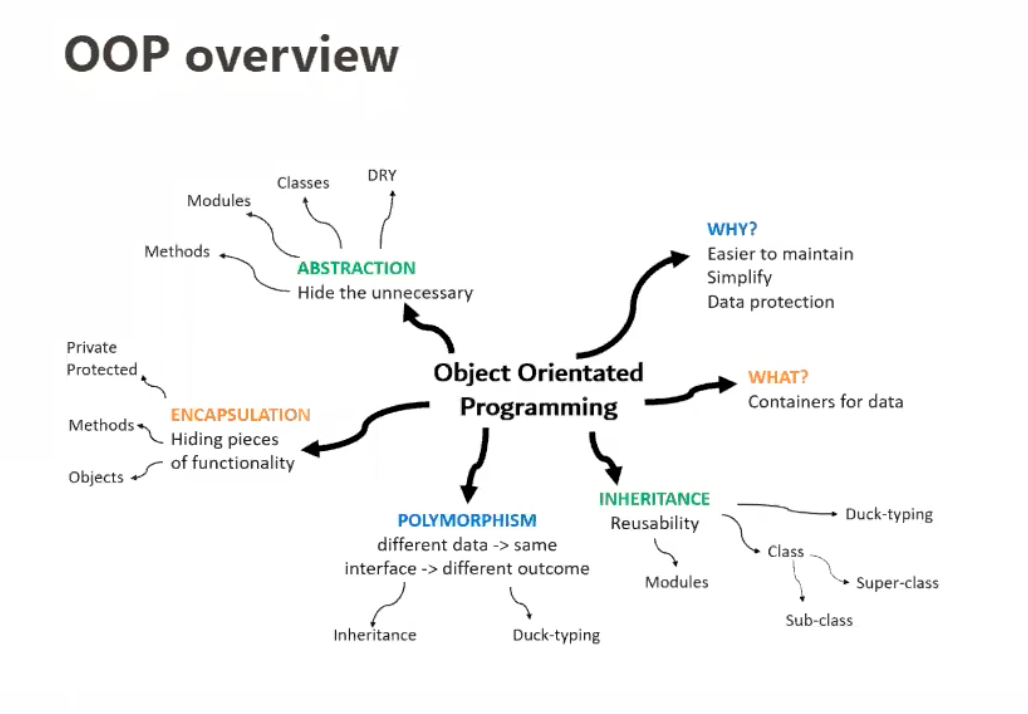 OOP overview
DRY
Classes
Modules
Methods
ABSTRACTION
Hide the unnecessary
WHY?
Easier to maintain
Simplify
Data protection
Object Orientated
Programming
WHAT?
Containers for data
Private
Protected
Methods
Objects
ENCAPSULATION
Hiding pieces
of functionality
POLYMORPHISM
different data -> same
interface -> different outcome
Inheritance
Duck-typing
INHERITANCE
Reusability
Modules
Duck-typing
Class
Super-class
Sub-class